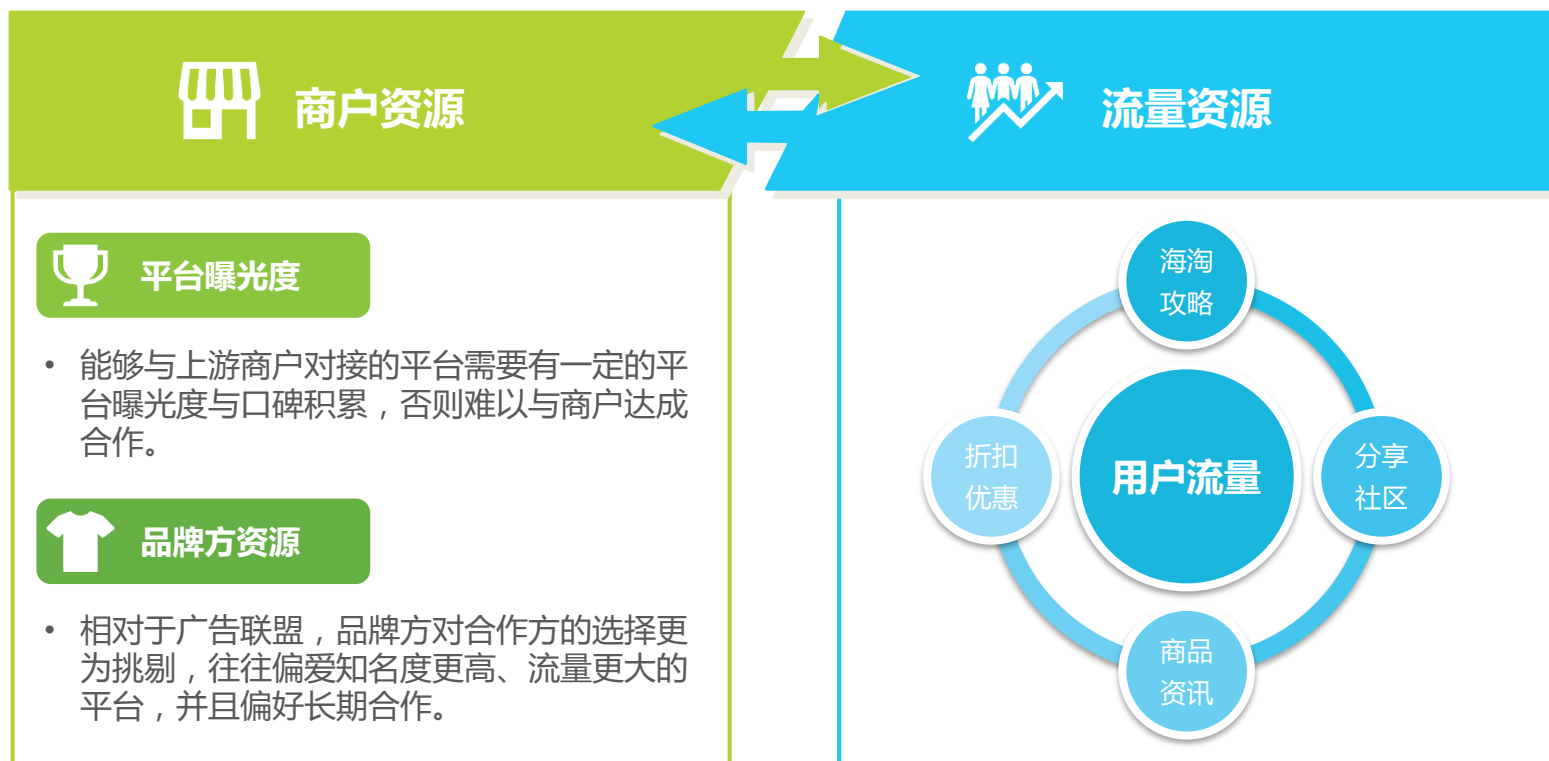 商户资源
流量资源
平台曝光度
• 能够与上游商户对接的平台需要有一定的平
台曝光度与口碑积累，否则难以与商户达成
合作。
品牌方资源
• 相对于广告联盟，品牌方对合作方的选择更
为挑剔，往往偏爱知名度更高、流量更大的
平台，并且偏好长期合作。
海淘
攻略
折扣
优惠
用户流量
分享
社区
商品
资讯